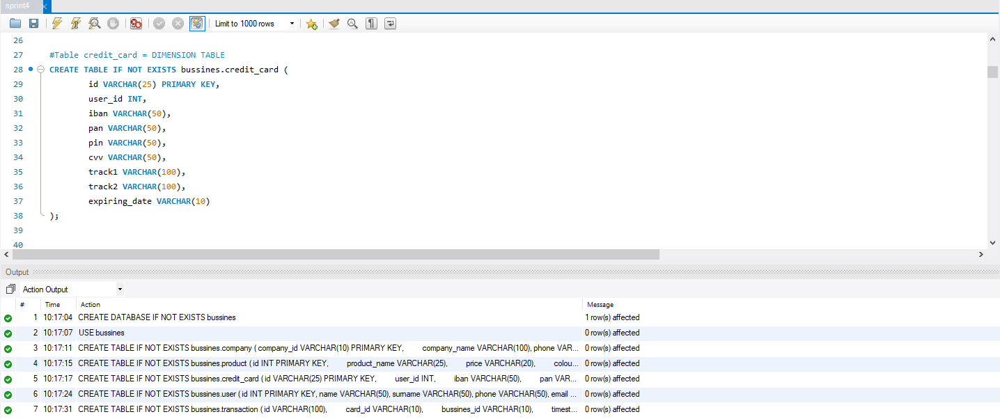 sprint4
Limit to 1000 rows
26
27 #Table credit_card = DIMENSION TABLE
28 CREATE TABLE IF NOT EXISTS bussines.credit_card (
29 id VARCHAR(25) PRIMARY KEY,
30 user_id INT,
31 iban VARCHAR(50),
32 pan VARCHAR(50),
33 pin VARCHAR(50),
34 cvv VARCHAR(50),
35 track1 VARCHAR(100),
36 track2 VARCHAR(100),
37 expiring_date VARCHAR(10)
38 );
39
40
Output
Action Output
# Time Action Message
1 10:17:04 CREATE DATABASE IF NOT EXISTS bussines 1 row(s) affected
2 10:17:07 USE bussines 0 row(s) affected
3 10:17:11 CREATE TABLE IF NOT EXISTS bussines.company ( company_id VARCHAR(10) PRIMARY KEY, company_name VARCHAR(100), phone VAR... 0 row(s) affected
4 10:17:15 CREATE TABLE IF NOT EXISTS bussines.product ( id INT PRIMARY KEY, product_name VARCHAR(25), price VARCHAR(20), colou... 0 row(s) affected
5 10:17:17 CREATE TABLE IF NOT EXISTS bussines.credit_card ( id VARCHAR(25) PRIMARY KEY, user_id INT, iban VARCHAR(50), pan VAR... 0 row(s) affected
6 10:17:24 CREATE TABLE IF NOT EXISTS bussines.user ( id INT PRIMARY KEY, name VARCHAR(50), surname VARCHAR(50), phone VARCHAR(50), email ... 0 row(s) affected
7 10:17:31 CREATE TABLE IF NOT EXISTS bussines.transaction ( id VARCHAR(100), card_id VARCHAR(10), bussines_id VARCHAR(10), timest... 0 row(s) affected